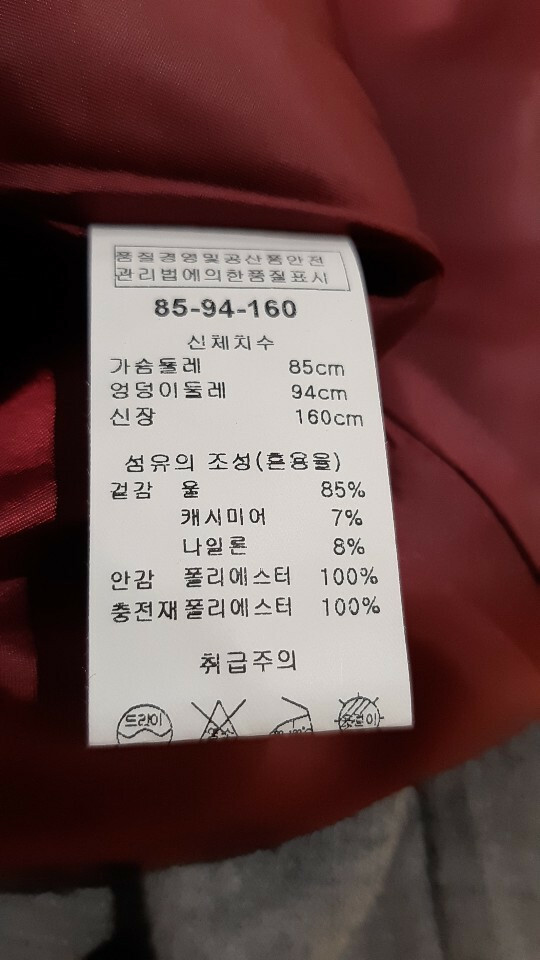 품질경영및공산품안전
관리법에의한품질표시
85-94-160
신체치수
가슴둘레 85cm
엉덩이둘레 94cm
신장 160cm
섬유의 조성(혼용율)
겉감 울 85%
캐시미어 7%
나일론 8%
안감 폴리에스터 100%
충전재 폴리에스터 100%
취급주의
드라이